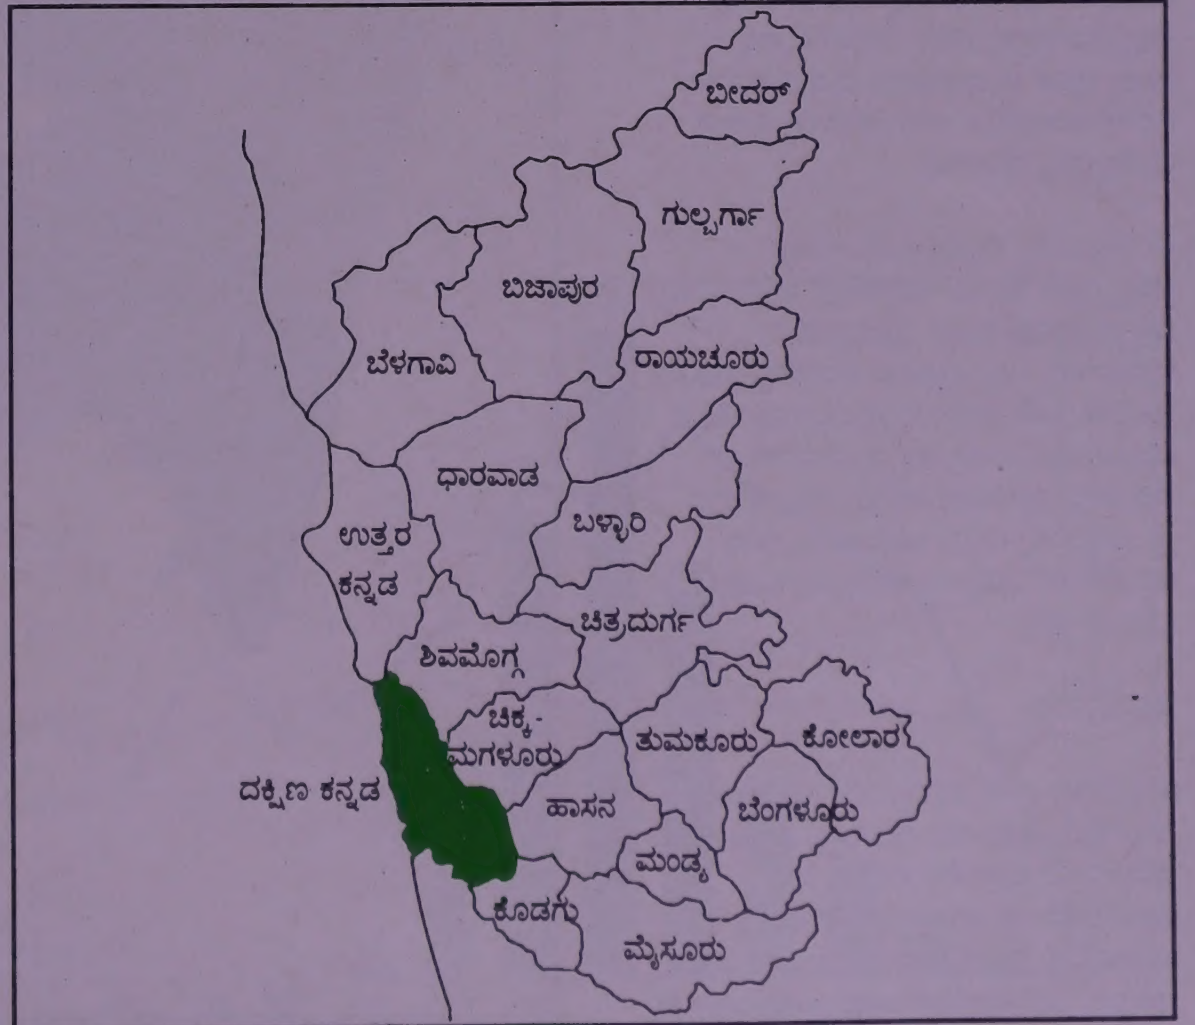 ಬೀದರ್
ಗುಲ್ಬರ್ಗಾ
ಬಿಜಾಪುರ
ರಾಯಚೂರು
ಬೆಳಗಾವಿ
ಧಾರವಾಡ
ಬಳ್ಳಾರಿ
ಉತ್ತರ
ಕನ್ನಡ
ಚಿತ್ರದುರ್ಗ
ಶಿವಮೊಗ್ಗ
ಚಿಕ್ಕ-
ಮಗಳೂರು
ತುಮಕೂರು
ಕೋಲಾರ
ದಕ್ಷಿಣ ಕನ್ನಡ
ಹಾಸನ
ಬೆಂಗಳೂರು
ಮಂಡ್ಯ
ಕೊಡಗು
ಮೈಸೂರು